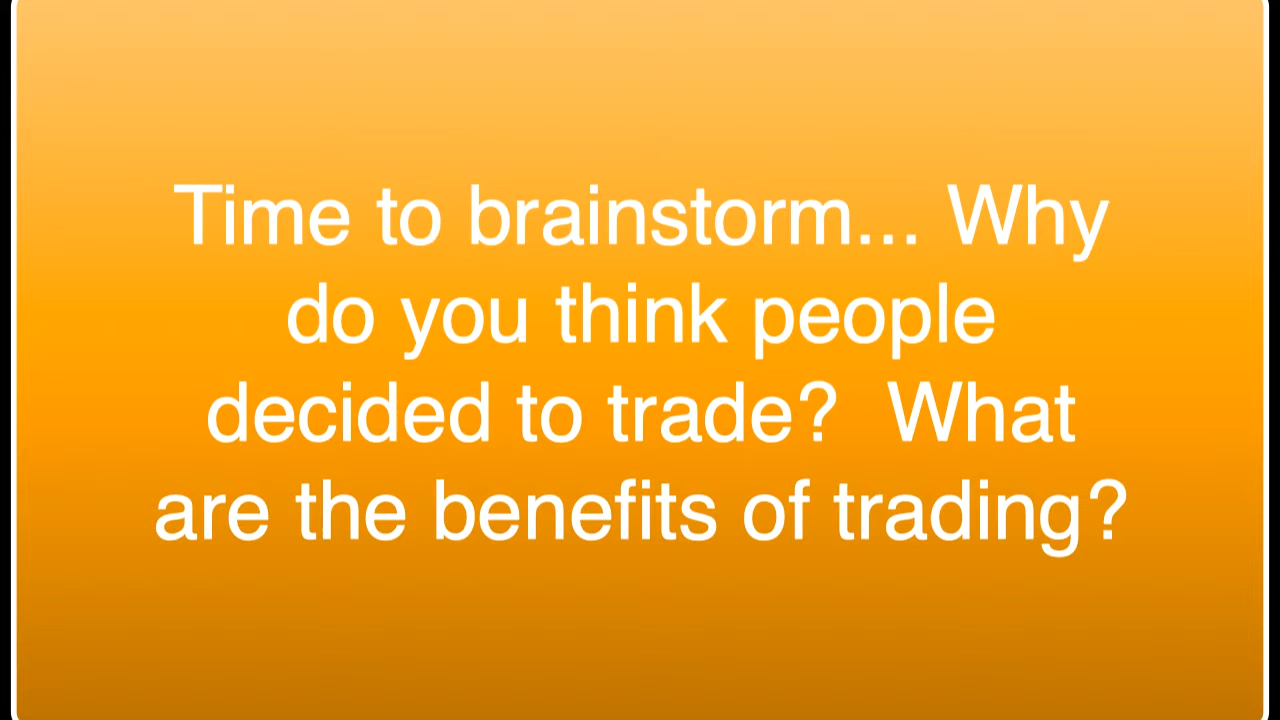 Time to brainstorm... Why
do you think people
decided to trade?  What
are the benefits of trading?